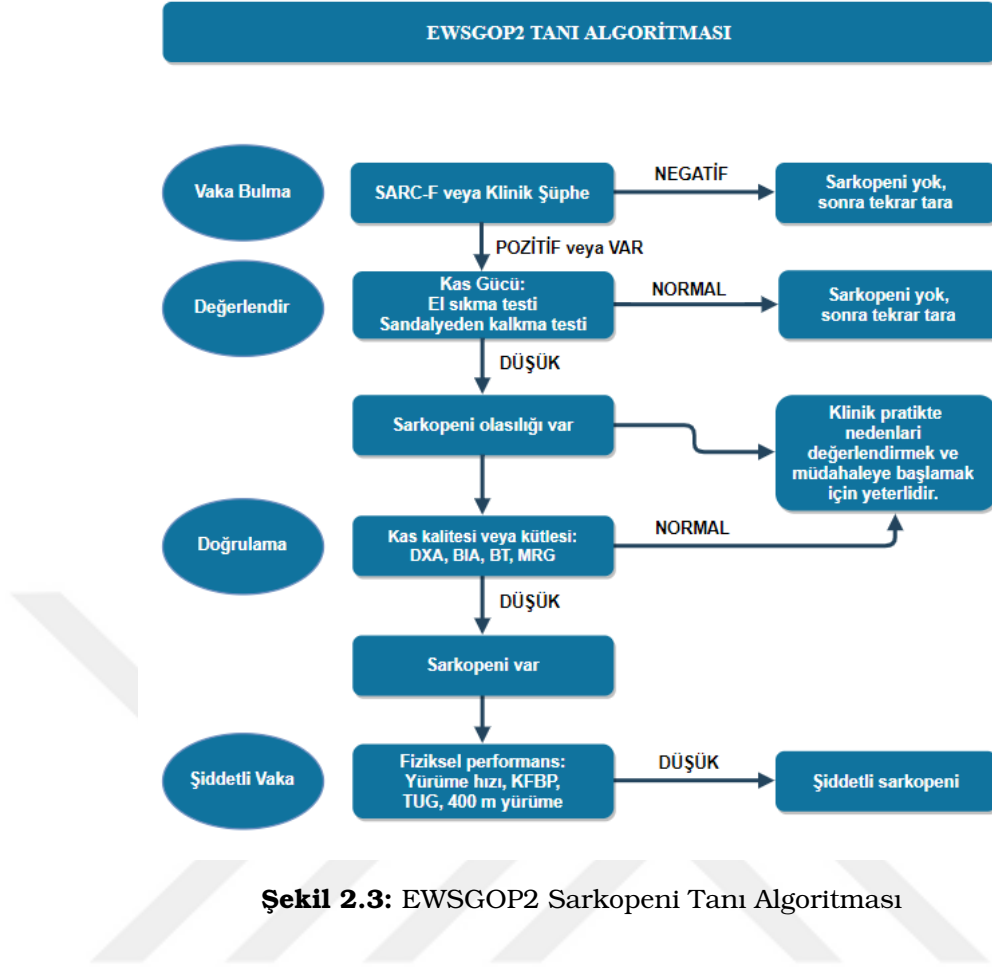 EWSGOP2 TANI ALGORİTMASI
Vaka Bulma
SARC-F veya Klinik Şüphe
NEGATİF
Sarkopeni yok,
sonra tekrar tara
POZİTİF veya VAR
Değerlendir
Kas Gücü:
El sıkma testi
Sandalyeden kalkma testi
NORMAL
Sarkopeni yok,
sonra tekrar tara
DÜŞÜK
Sarkopeni olasılığı var
Klinik pratikte
nedenlari
değerlendirmek ve
müdahaleye başlamak
için yeterlidir.
Doğrulama
Kas kalitesi veya kütlesi:
DXA, BIA, BT, MRG
NORMAL
DÜŞÜK
Sarkopeni var
Şiddetli Vaka
Fiziksel performans:
Yürüme hızı, KFBP,
TUG, 400 m yürüme
DÜŞÜK
Şiddetli sarkopeni
Şekil 2.3: EWSGOP2 Sarkopeni Tanı Algoritması